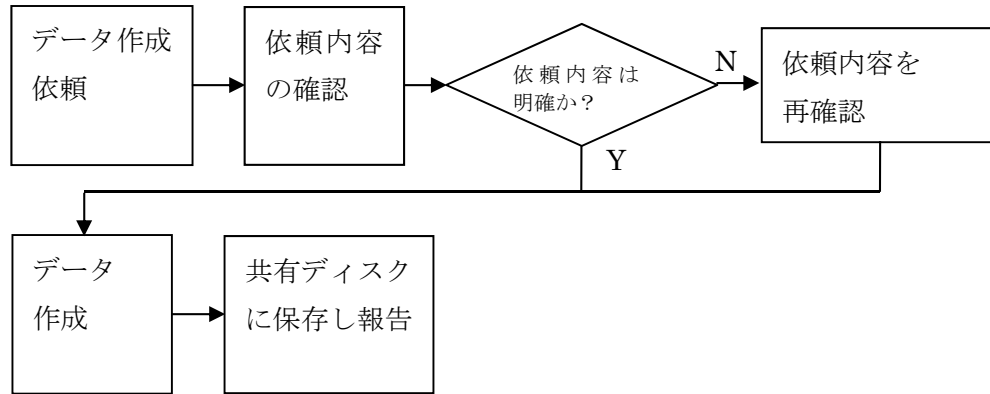 データ作成
依頼
依頼内容
の確認
依頼内容は
明確か？
N
依頼内容を
再確認
Y
データ
作成
共有ディスク
に保存し報告